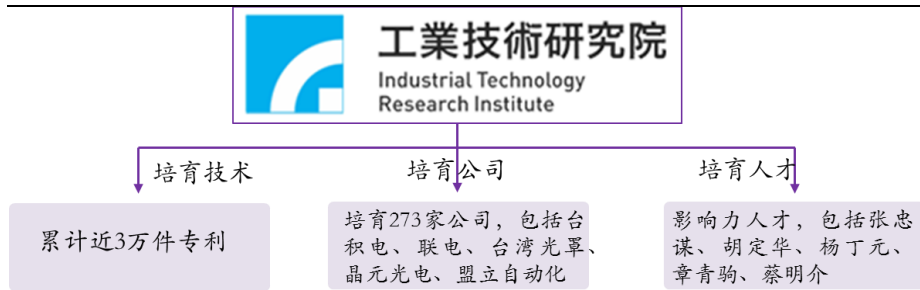 工業技術研究院
Industrial Technology
Research Institute
培育技术
培育公司
培育人才
累计近3万件专利
培育273家公司，包括台
积电、联电、台湾光罩、
晶元光电、盟立自动化
影响力人才，包括张忠
谋、胡定华、杨丁元、
章青驹、蔡明介